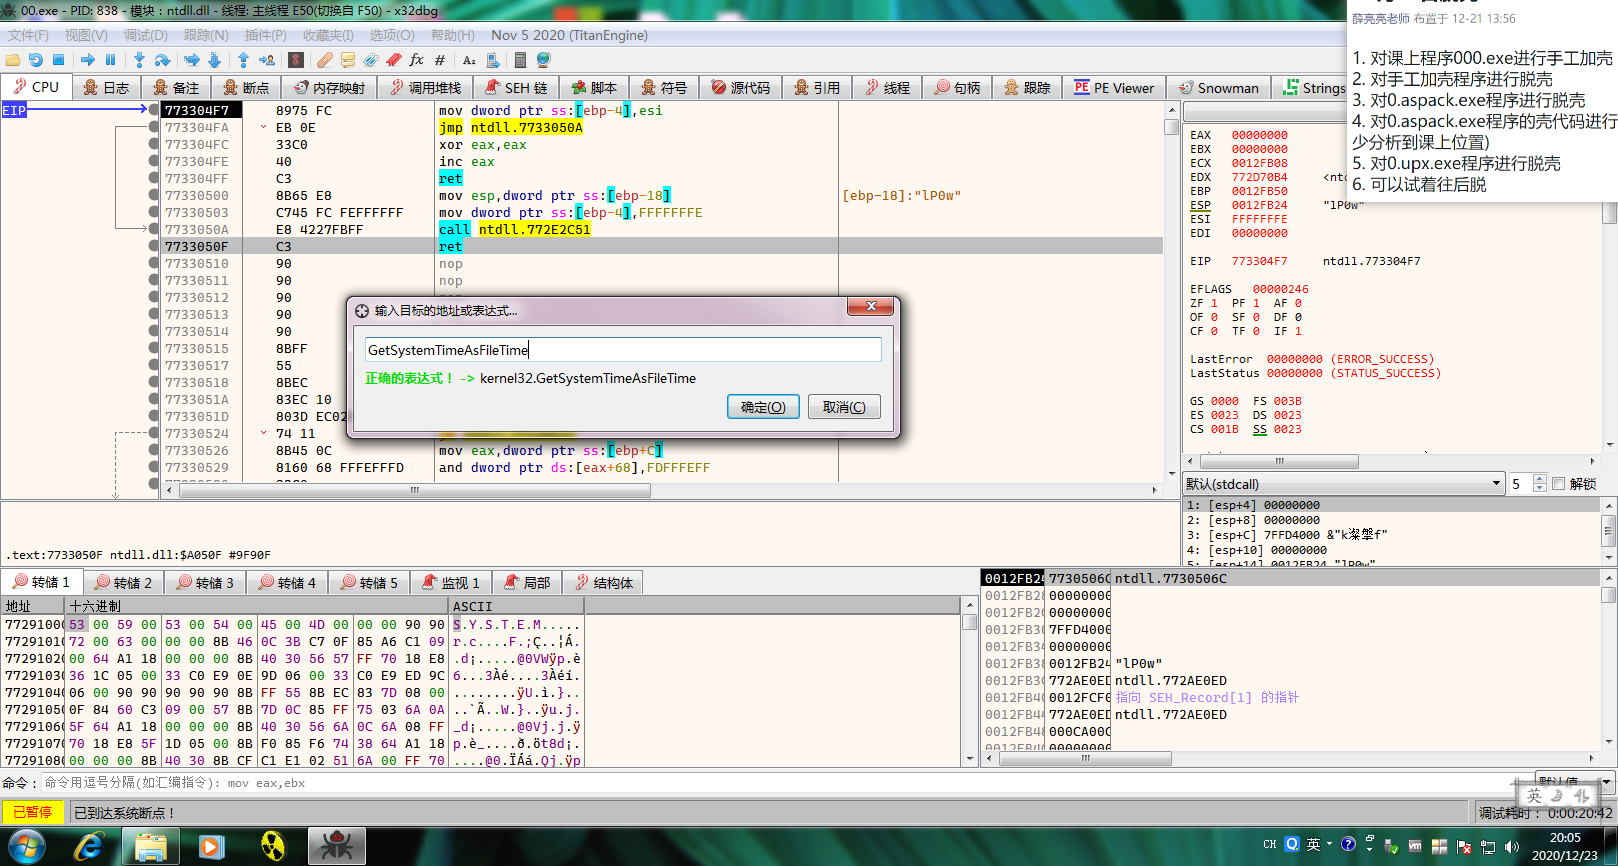 00.exe - PID: 838 - 模块: ntdll.dll - 线程: 主线程 E50(切换自 F50) - x32dbg
文件(F) 视图(V) 调试(D) 跟踪(N) 插件(P) 收藏夹(I) 选项(O) 帮助(H) Nov 5 2020 (TitanEngine)
CPU 日志 备注 断点 内存映射 调用堆栈 SEH 链 脚本 符号 源代码 引用 线程 句柄 跟踪 PE Viewer Snowman Strings
薛亮亮老师 布置于 12-21 13:56
1. 对课上程序000.exe进行手工加壳
2. 对手工加壳程序进行脱壳
3. 对0.aspack.exe程序进行脱壳
4. 对0.aspack.exe程序的壳代码进行
少分析到课上位置)
5. 对0.upx.exe程序进行脱壳
6. 可以试着往后脱
EIP
773304F7 8975 FC mov dword ptr ss:[ebp-4],esi
773304FA EB 0E jmp ntdll.7733050A
773304FC 33C0 xor eax,eax
773304FE 40 inc eax
773304FF C3 ret
77330500 8B65 E8 mov esp,dword ptr ss:[ebp-18] [ebp-18]:"lP0w"
77330503 C745 FC FEFFFFFF mov dword ptr ss:[ebp-4],FFFFFFFE
7733050A E8 4227FBFF call ntdll.772E2C51
7733050F C3 ret
77330510 90 nop
77330511 90 nop
77330512 90
77330513 90
77330514 90
77330515 8BFF
77330517 55
77330518 8BEC
7733051A 83EC 10
7733051D 803D EC02
77330524 74 11
77330526 8B45 0C mov eax,dword ptr ss:[ebp+C]
77330529 8160 68 FFFEFFFD and dword ptr ds:[eax+68],FDFFFEFF
输入目标的地址或表达式...
GetSystemTimeAsFileTime
正确的表达式！ -> kernel32.GetSystemTimeAsFileTime
确定(O) 取消(C)
EAX 00000000
EBX 00000000
ECX 0012FB08
EDX 772D70B4 <ntd
EBP 0012FB50
ESP 0012FB24 "lP0w"
ESI FFFFFFFE
EDI 00000000
EIP 773304F7 ntdll.773304F7
EFLAGS 00000246
ZF 1 PF 1 AF 0
OF 0 SF 0 DF 0
CF 0 TF 0 IF 1
LastError 00000000 (ERROR_SUCCESS)
LastStatus 00000000 (STATUS_SUCCESS)
GS 0000 FS 003B
ES 0023 DS 0023
CS 001B SS 0023
默认(stdcall) 5 解锁
1: [esp+4] 00000000
2: [esp+8] 00000000
3: [esp+C] 7FFD4000
4: [esp+10] 00000000
5: [esp+14] 0012FB24 "lP0w"
.text:7733050F ntdll.dll:$A050F #9F90F
转储 1 转储 2 转储 3 转储 4 转储 5 监视 1 局部 结构体
地址 十六进制 ASCII
77291000 53 00 59 00 53 00 54 00 45 00 4D 00 00 00 90 90 S.Y.S.T.E.M.....
77291010 72 00 63 00 00 00 8B 46 0C 3B C7 0F 85 A6 C1 09 r.c....F.;Ç..¦Á.
77291020 00 64 A1 18 00 00 00 8B 40 30 56 57 FF 70 18 E8 .d¡.....@0VWÿp.è
77291030 36 1C 05 00 33 C0 E9 0E 9D 06 00 33 C0 E9 ED 9C 6...3Àé....3Àéí.
77291040 06 00 90 90 90 90 90 8B FF 55 8B EC 83 7D 08 00 ........ÿU.ì.}..
77291050 0F 84 60 C3 09 00 57 8B 7D 0C 85 FF 75 03 6A 0A ..`Ã..W.}..ÿu.j.
77291060 5F 64 A1 18 00 00 00 8B 40 30 56 6A 0C 6A 08 FF _d¡.....@0Vj.j.ÿ
77291070 70 18 E8 5F 1D 05 00 8B F0 85 F6 74 38 64 A1 18 p.è_....ð.öt8d¡.
77291080 00 00 00 8B 40 30 8B CF C1 E1 02 51 6A 00 FF 70 ....@0.ÏÁá.Qj.ÿp
0012FB24 7730506C ntdll.7730506C
0012FB28 00000000
0012FB2C 00000000
0012FB30 7FFD4000
0012FB34 00000000
0012FB38 0012FB24 "lP0w"
0012FB3C 772AE0ED ntdll.772AE0ED
0012FB40 0012FCF0 指向 SEH_Record[1] 的指针
0012FB44 772AE0ED ntdll.772AE0ED
0012FB48 000CA00C
命令： 命令用逗号分隔(如汇编指令): mov eax,ebx 默认值
英
已暂停 已到达系统断点！ 调试耗时： 0:00:20:42
CH 英
20:05
2020/12/23